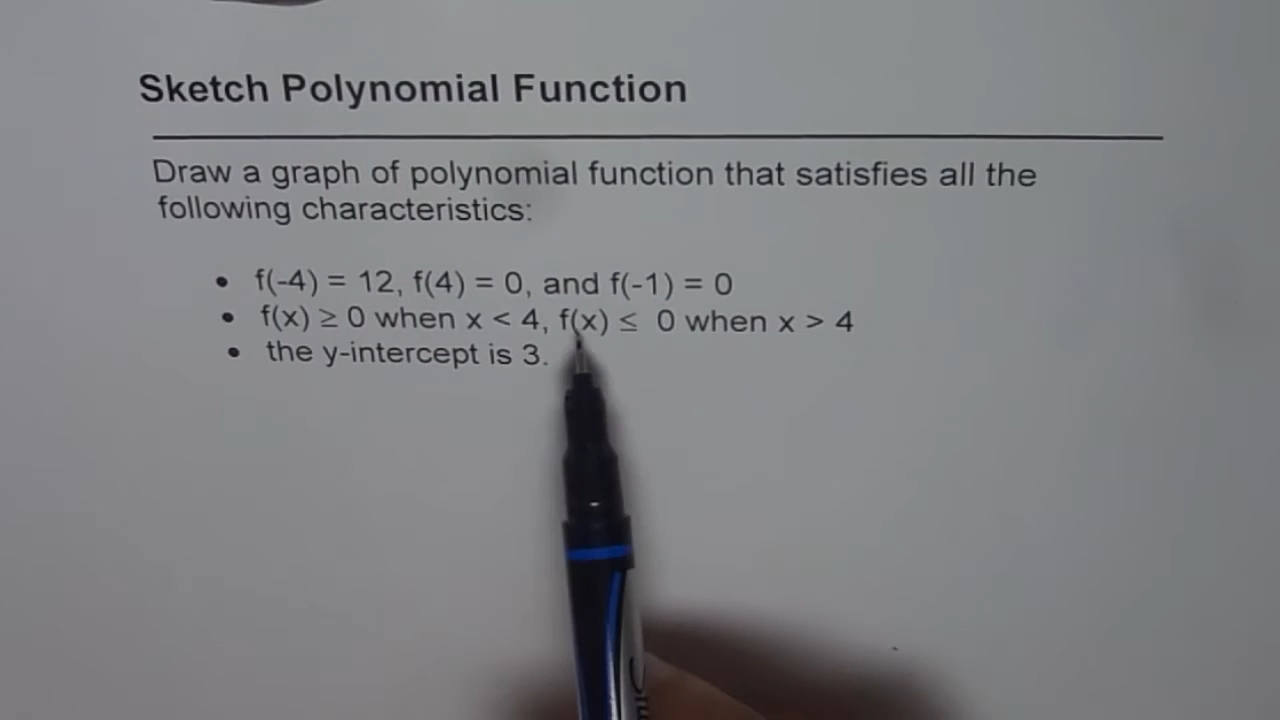 Sketch Polynomial Function
Draw a graph of polynomial function that satisfies all the
following characteristics:
• f(-4) = 12, f(4) = 0, and f(-1) = 0
• f(x) ≥ 0 when x < 4, f(x) ≤ 0 when x > 4
• the y-intercept is 3.